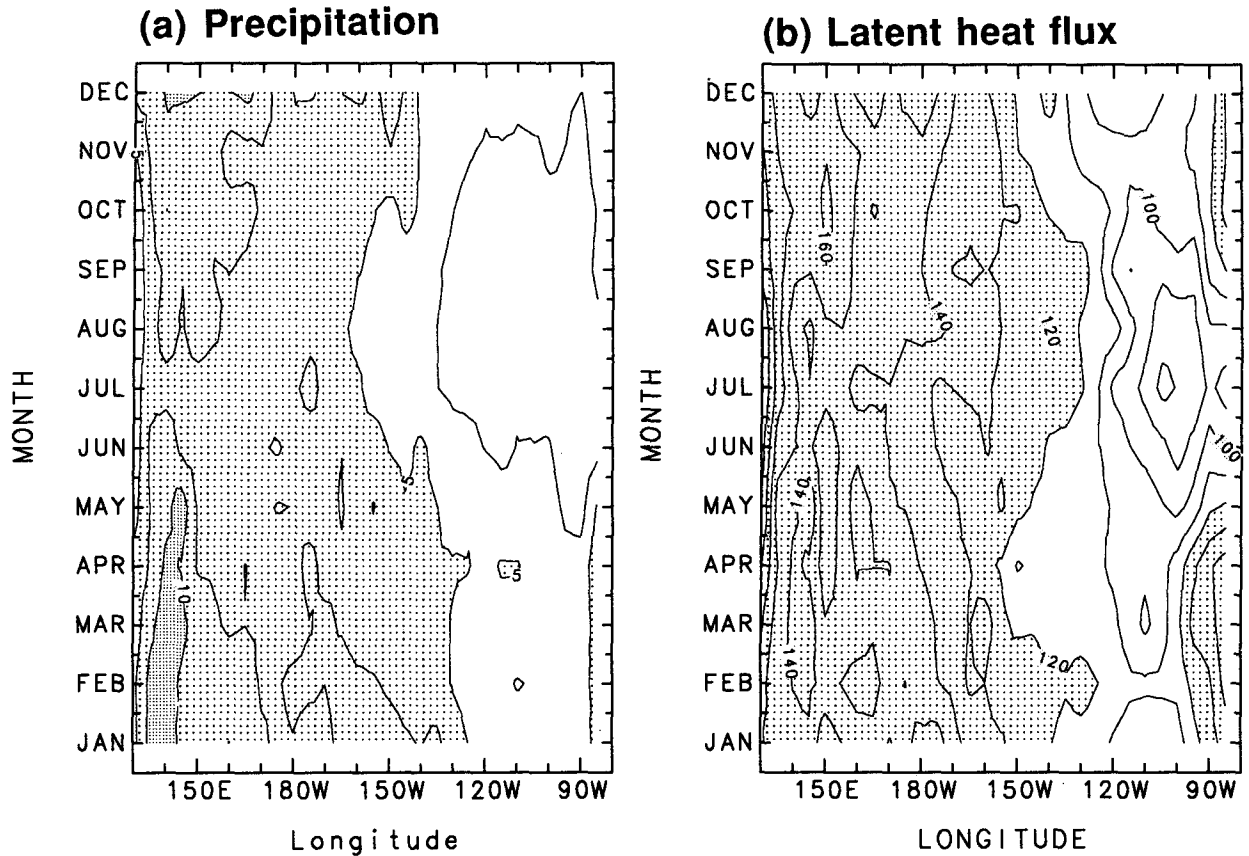 (a) Precipitation
DEC
NOV
OCT
SEP
AUG
JUL
JUN
MAY
APR
MAR
FEB
JAN
MONTH
5
5
5
10
150E 180W 150W 120W 90W
Longitude
(b) Latent heat flux
DEC
NOV
OCT
SEP
AUG
JUL
JUN
MAY
APR
MAR
FEB
JAN
MONTH
100
160
140
120
100
140
120
140
150E 180W 150W 120W 90W
LONGITUDE